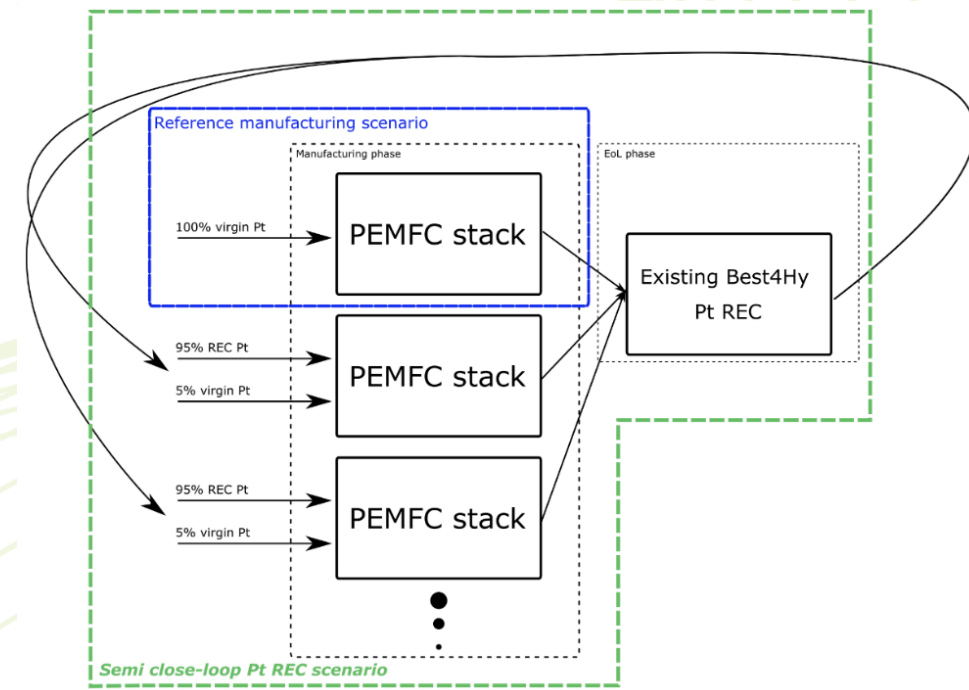 Reference manufacturing scenario
Manufacturing phase
EoL phase
100% virgin Pt
PEMFC stack
Existing Best4Hy
Pt REC
95% REC Pt
5% virgin Pt
PEMFC stack
95% REC Pt
5% virgin Pt
PEMFC stack
Semi close-loop Pt REC scenario